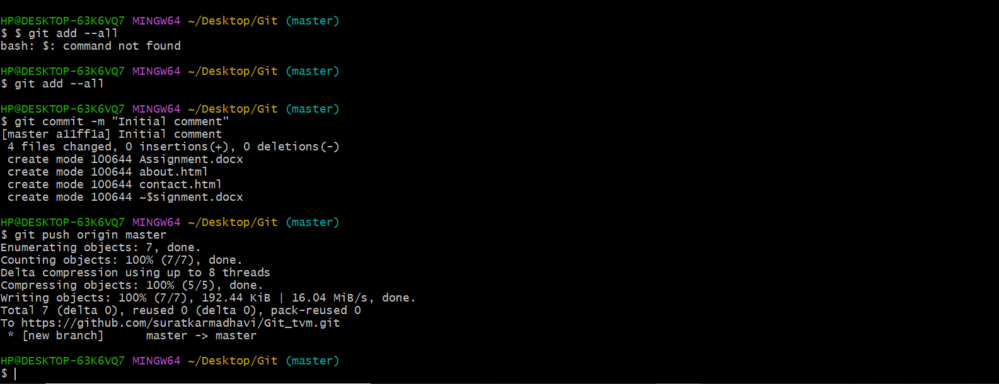 HP@DESKTOP-63K6VQ7 MINGW64 ~/Desktop/Git (master)
$ $ git add --all
bash: $: command not found
HP@DESKTOP-63K6VQ7 MINGW64 ~/Desktop/Git (master)
$ git add --all
HP@DESKTOP-63K6VQ7 MINGW64 ~/Desktop/Git (master)
$ git commit -m "Initial comment"
[master a11ff1a] Initial comment
 4 files changed, 0 insertions(+), 0 deletions(-)
 create mode 100644 Assignment.docx
 create mode 100644 about.html
 create mode 100644 contact.html
 create mode 100644 ~$signment.docx
HP@DESKTOP-63K6VQ7 MINGW64 ~/Desktop/Git (master)
$ git push origin master
Enumerating objects: 7, done.
Counting objects: 100% (7/7), done.
Delta compression using up to 8 threads
Compressing objects: 100% (5/5), done.
Writing objects: 100% (7/7), 192.44 KiB | 16.04 MiB/s, done.
Total 7 (delta 0), reused 0 (delta 0), pack-reused 0
To https://github.com/suratkarmadhavi/Git_tvm.git
 * [new branch]      master -> master
HP@DESKTOP-63K6VQ7 MINGW64 ~/Desktop/Git (master)
$